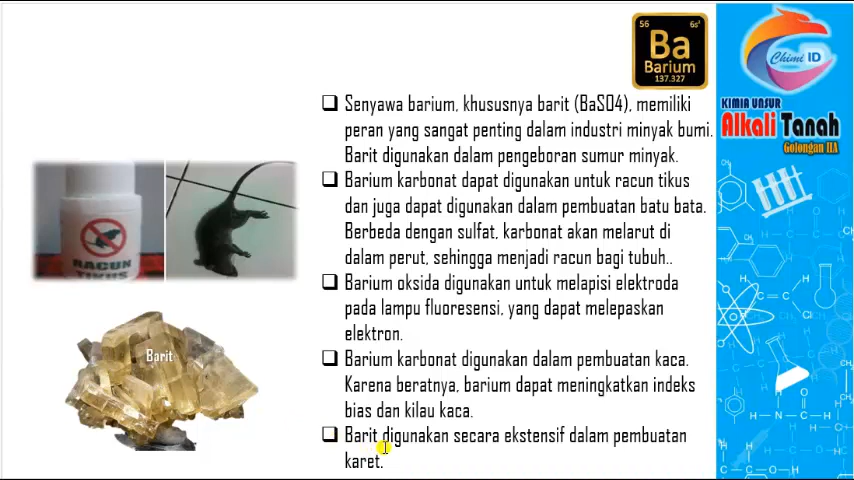 56 6s²
Ba
Barium
137.327
Chimi ID
KIMIA UNSUR
Alkali Tanah
Golongan IIA
Senyawa barium, khususnya barit (BaSO4), memiliki
peran yang sangat penting dalam industri minyak bumi.
Barit digunakan dalam pengeboran sumur minyak.
Barium karbonat dapat digunakan untuk racun tikus
dan juga dapat digunakan dalam pembuatan batu bata.
Berbeda dengan sulfat, karbonat akan melarut di
dalam perut, sehingga menjadi racun bagi tubuh..
Barium oksida digunakan untuk melapisi elektroda
pada lampu fluoresensi, yang dapat melepaskan
elektron.
Barium karbonat digunakan dalam pembuatan kaca.
Karena beratnya, barium dapat meningkatkan indeks
bias dan kilau kaca.
Barit digunakan secara ekstensif dalam pembuatan
karet.
RACUN
TIKUS
Barit